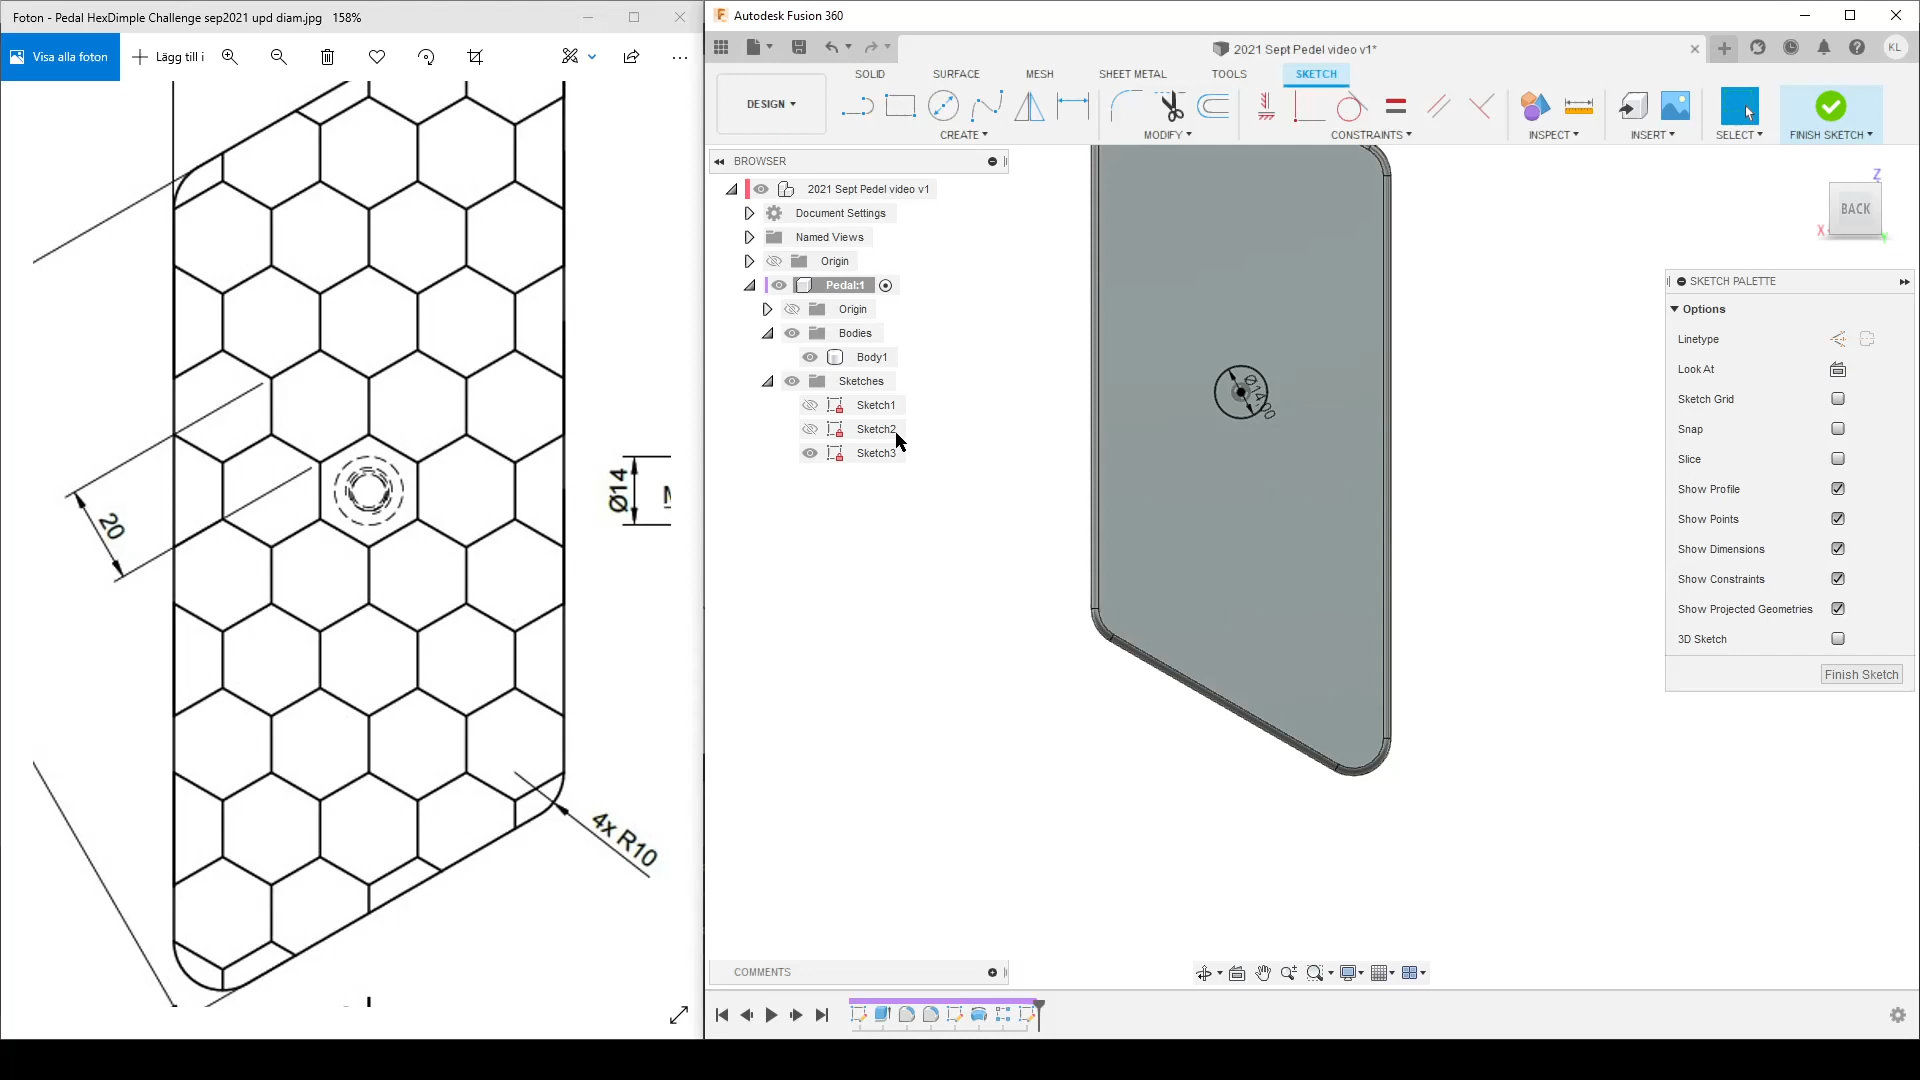 Foton - Pedal HexDimple Challenge sep2021 upd diam.jpg 158%
Visa alla foton
Lägg till i
20
Ø14
4x R10
Autodesk Fusion 360
2021 Sept Pedel video v1*
KL
DESIGN
SOLID
SURFACE
MESH
SHEET METAL
TOOLS
SKETCH
CREATE
MODIFY
CONSTRAINTS
INSPECT
INSERT
SELECT
FINISH SKETCH
BROWSER
2021 Sept Pedel video v1
Document Settings
Named Views
Origin
Pedal:1
Origin
Bodies
Body1
Sketches
Sketch1
Sketch2
Sketch3
Ø14.00
Z
BACK
X
Y
SKETCH PALETTE
Options
Linetype
Look At
Sketch Grid
Snap
Slice
Show Profile
Show Points
Show Dimensions
Show Constraints
Show Projected Geometries
3D Sketch
Finish Sketch
COMMENTS